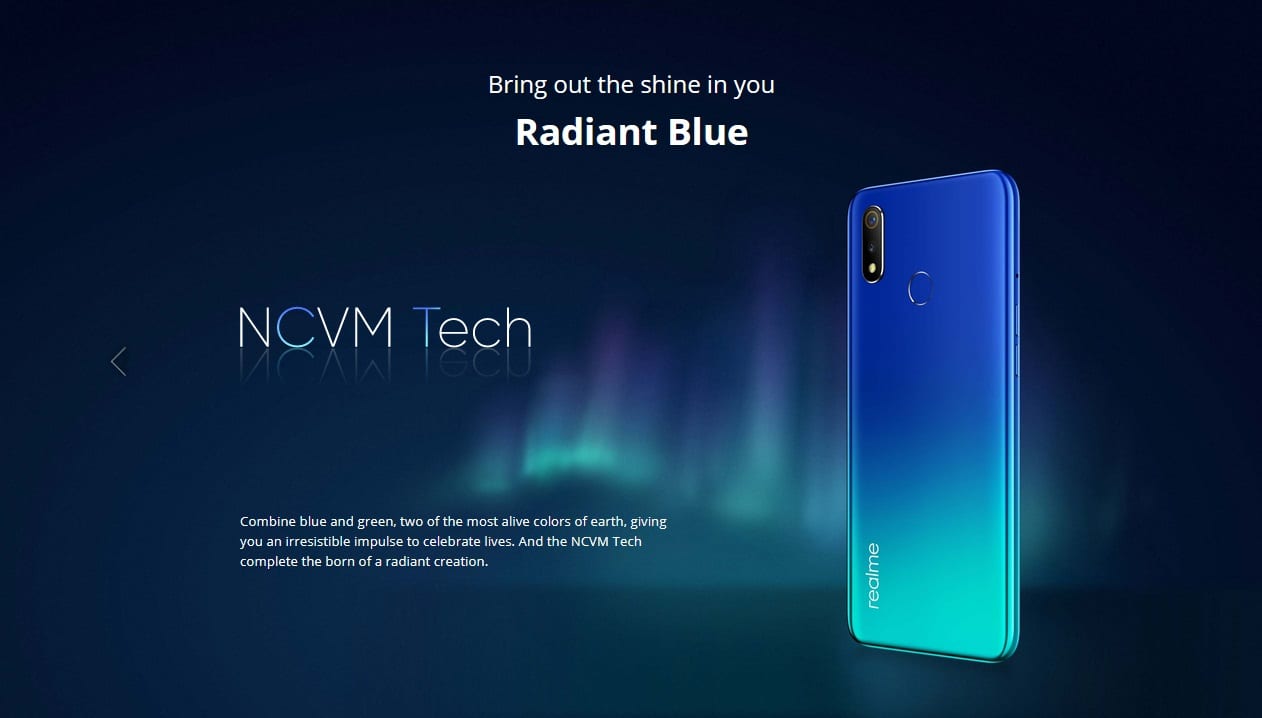 Bring out the shine in you
Radiant Blue
NCVM Tech
Combine blue and green, two of the most alive colors of earth, giving
you an irresistible impulse to celebrate lives. And the NCVM Tech
complete the born of a radiant creation.
realme